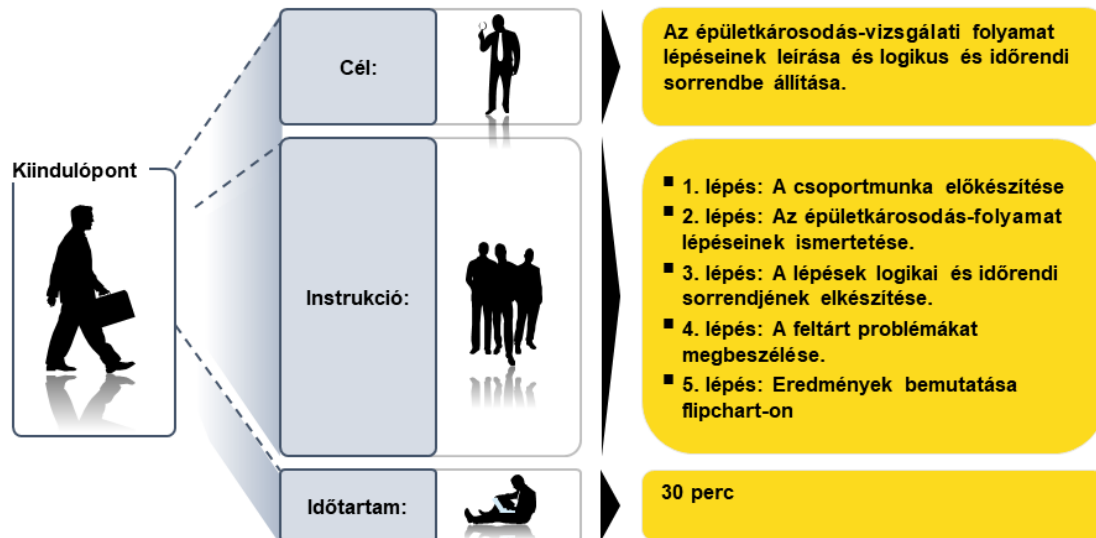 Kiindulópont
Cél:
Az épületkárosodás-vizsgálati folyamat
lépéseinek leírása és logikus és időrendi
sorrendbe állítása.
Instrukció:
▪ 1. lépés: A csoportmunka előkészítése
▪ 2. lépés: Az épületkárosodás-folyamat
lépéseinek ismertetése.
▪ 3. lépés: A lépések logikai és időrendi
sorrendjének elkészítése.
▪ 4. lépés: A feltárt problémákat
megbeszélése.
▪ 5. lépés: Eredmények bemutatása
flipchart-on
Időtartam:
30 perc